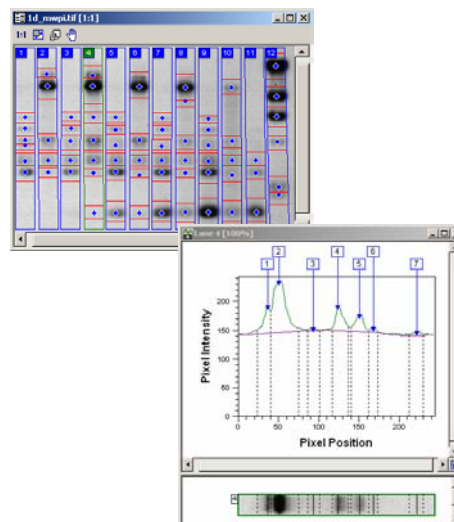 1d_mwpi.tif [1:1]
1:1
1 2 3 4 5 6 7 8 9 10 11 12
Lane 4 [100%]
1 2 3 4 5 6 7
200
150
100
50
0
Pixel Intensity
0 50 100 150 200
Pixel Position
4